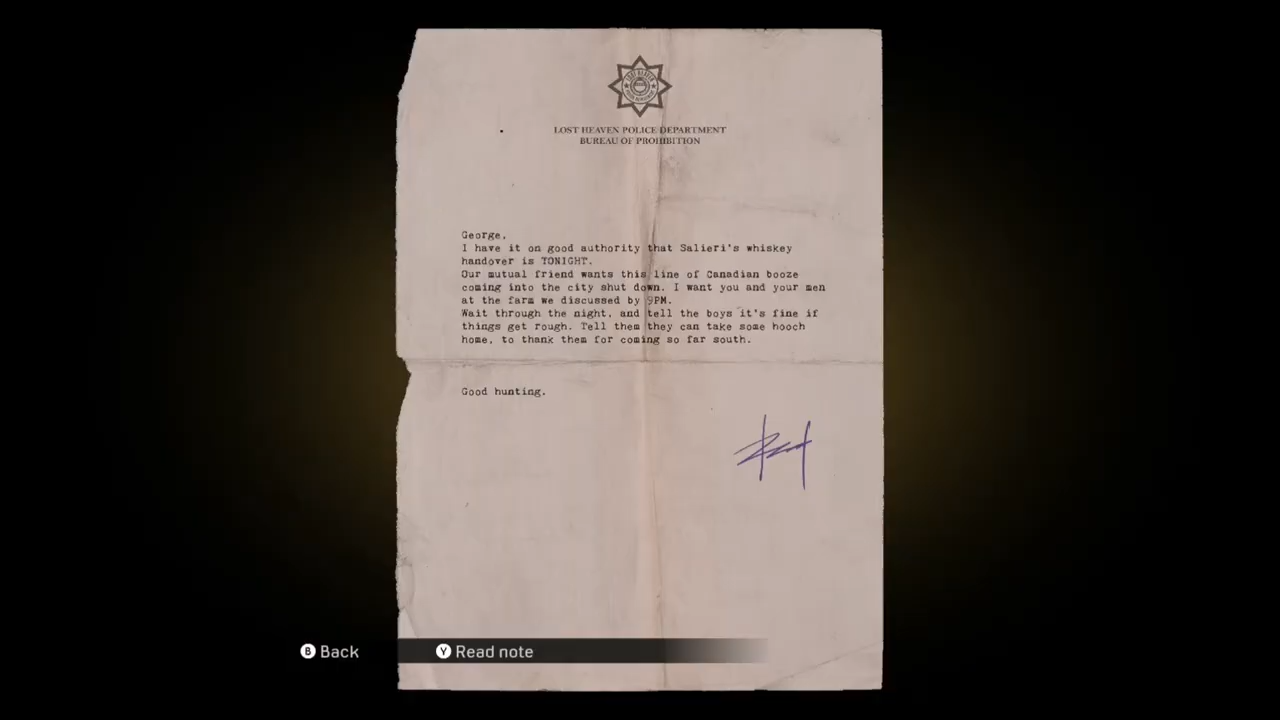 LOST HEAVEN POLICE DEPARTMENT
BUREAU OF PROHIBITION
George,
I have it on good authority that Salieri's whiskey
handover is TONIGHT.
Our mutual friend wants this line of Canadian booze
coming into the city shut down. I want you and your men
at the farm we discussed by 9PM.
Wait through the night, and tell the boys it's fine if
things get rough. Tell them they can take some hooch
home, to thank them for coming so far south.
Good hunting.
B Back
Y Read note